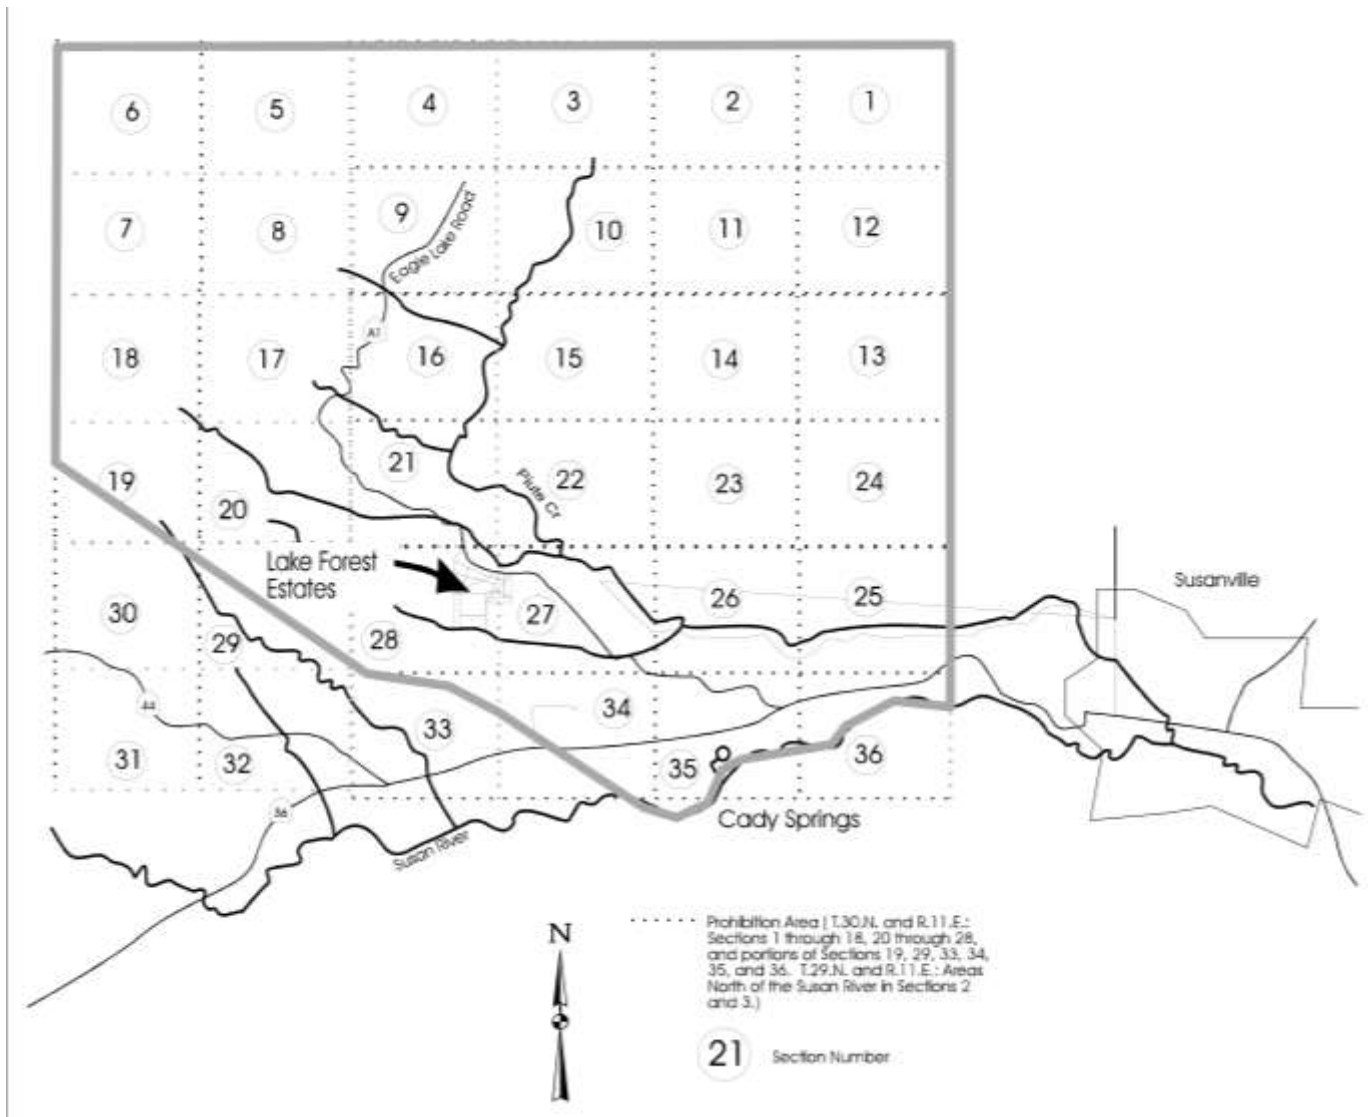 6
5
4
3
2
1
7
8
9
Eagle Lake Road
10
11
12
18
17
A1
16
15
14
13
19
20
21
Piute Cr
22
23
24
Lake Forest
Estates
Susanville
30
29
28
27
26
25
44
31
32
33
34
35
36
36
Cady Springs
Susan River
N
Prohibition Area ( T.30.N. and R.11.E.:
Sections 1 through 18, 20 through 28,
and portions of Sections 19, 29, 33, 34,
35, and 36. T.29.N. and R.11.E.: Areas
North of the Susan River in Sections 2
and 3.)
21 Section Number